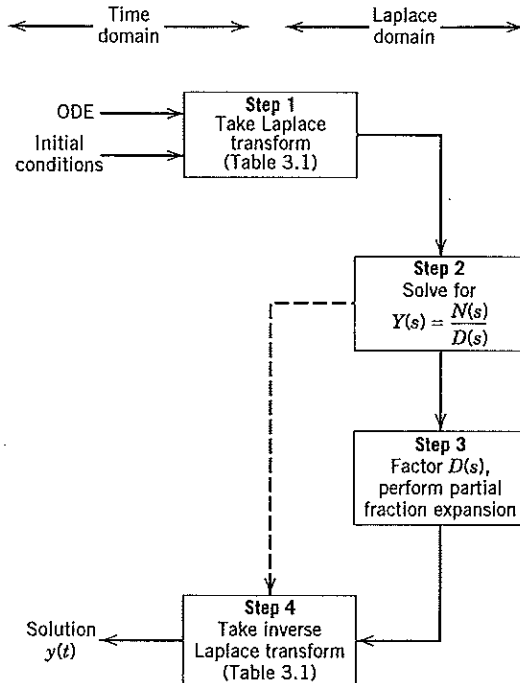 Time
domain
Laplace
domain
ODE
Initial
conditions
Step 1
Take Laplace
transform
(Table 3.1)
Step 2
Solve for
Y(s) = N(s)/D(s)
Step 3
Factor D(s),
perform partial
fraction expansion
Step 4
Take inverse
Laplace transform
(Table 3.1)
Solution
y(t)